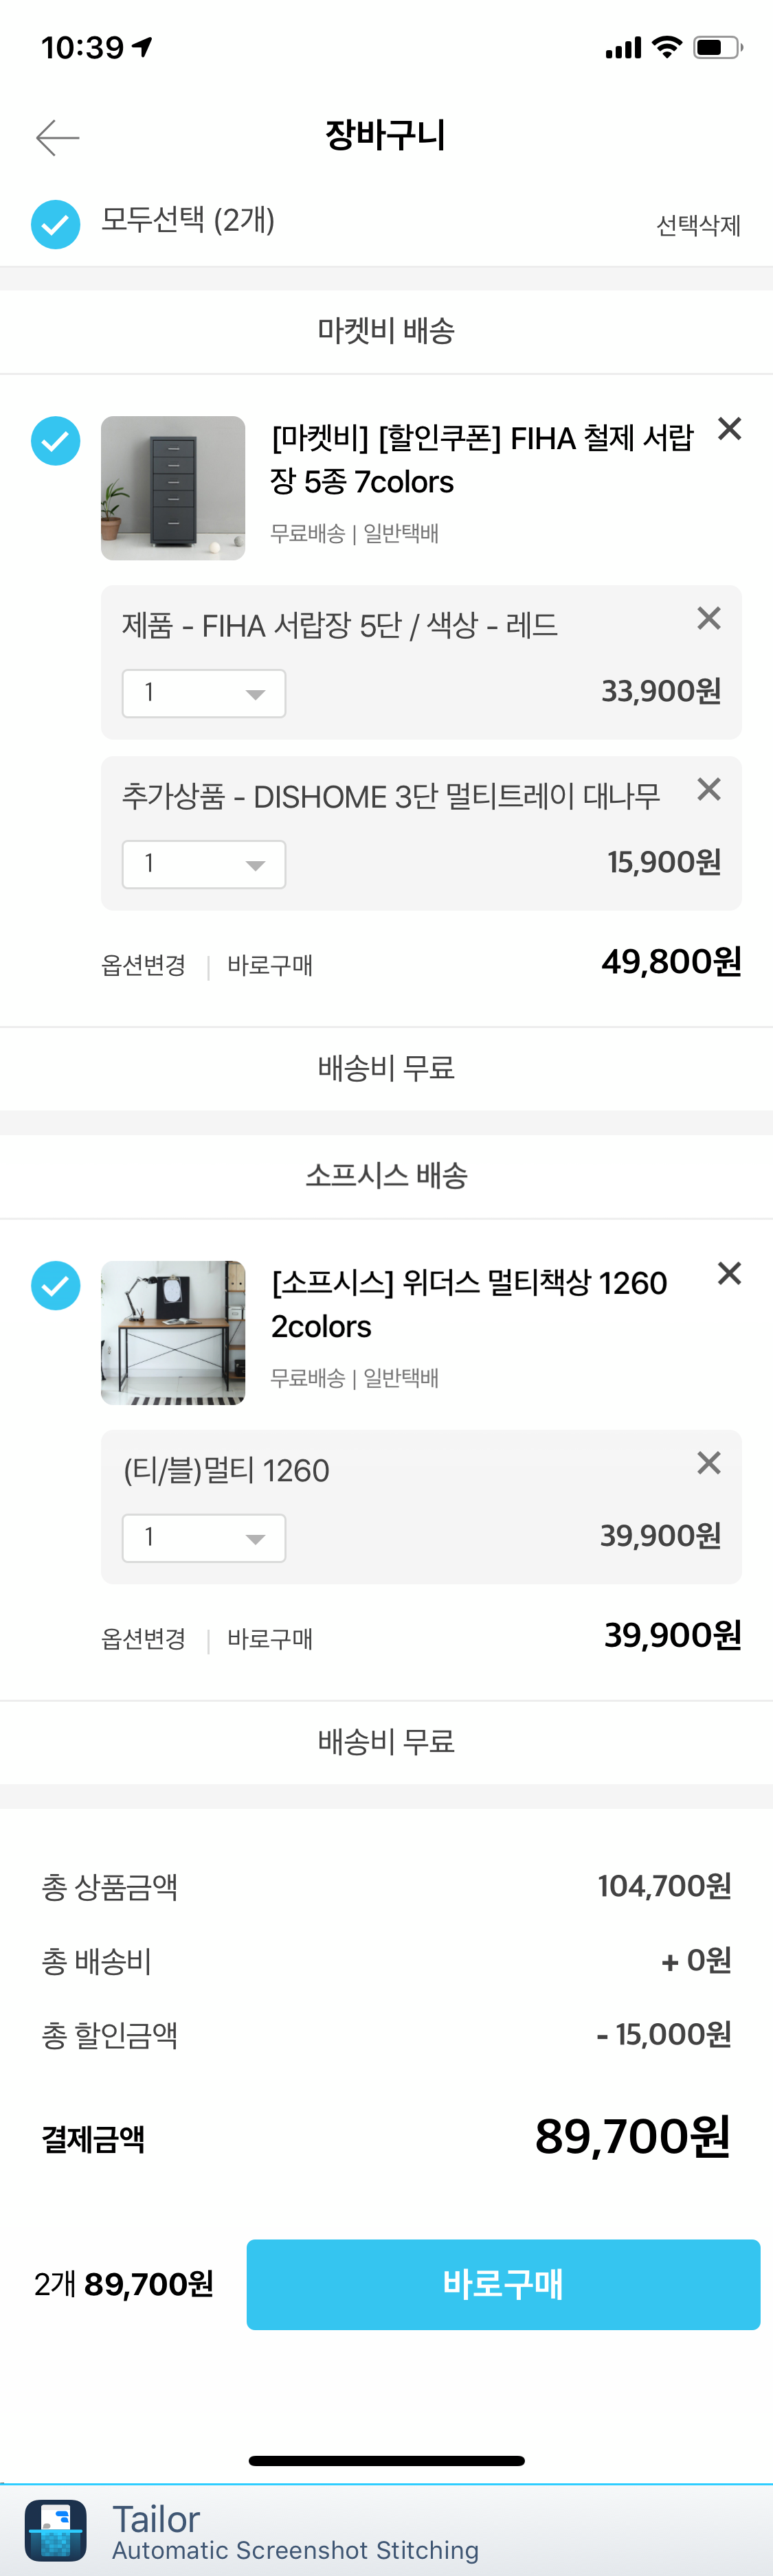 10:39
장바구니
모두선택 (2개)
선택삭제
마켓비 배송
[마켓비] [할인쿠폰] FIHA 철제 서랍
장 5종 7colors
무료배송 | 일반택배
제품 - FIHA 서랍장 5단 / 색상 - 레드
1
33,900원
추가상품 - DISHOME 3단 멀티트레이 대나무
1
15,900원
옵션변경 | 바로구매
49,800원
배송비 무료
소프시스 배송
[소프시스] 위더스 멀티책상 1260
2colors
무료배송 | 일반택배
(티/블)멀티 1260
1
39,900원
옵션변경 | 바로구매
39,900원
배송비 무료
총 상품금액 104,700원
총 배송비 + 0원
총 할인금액 - 15,000원
결제금액 89,700원
2개 89,700원
바로구매
Tailor
Automatic Screenshot Stitching